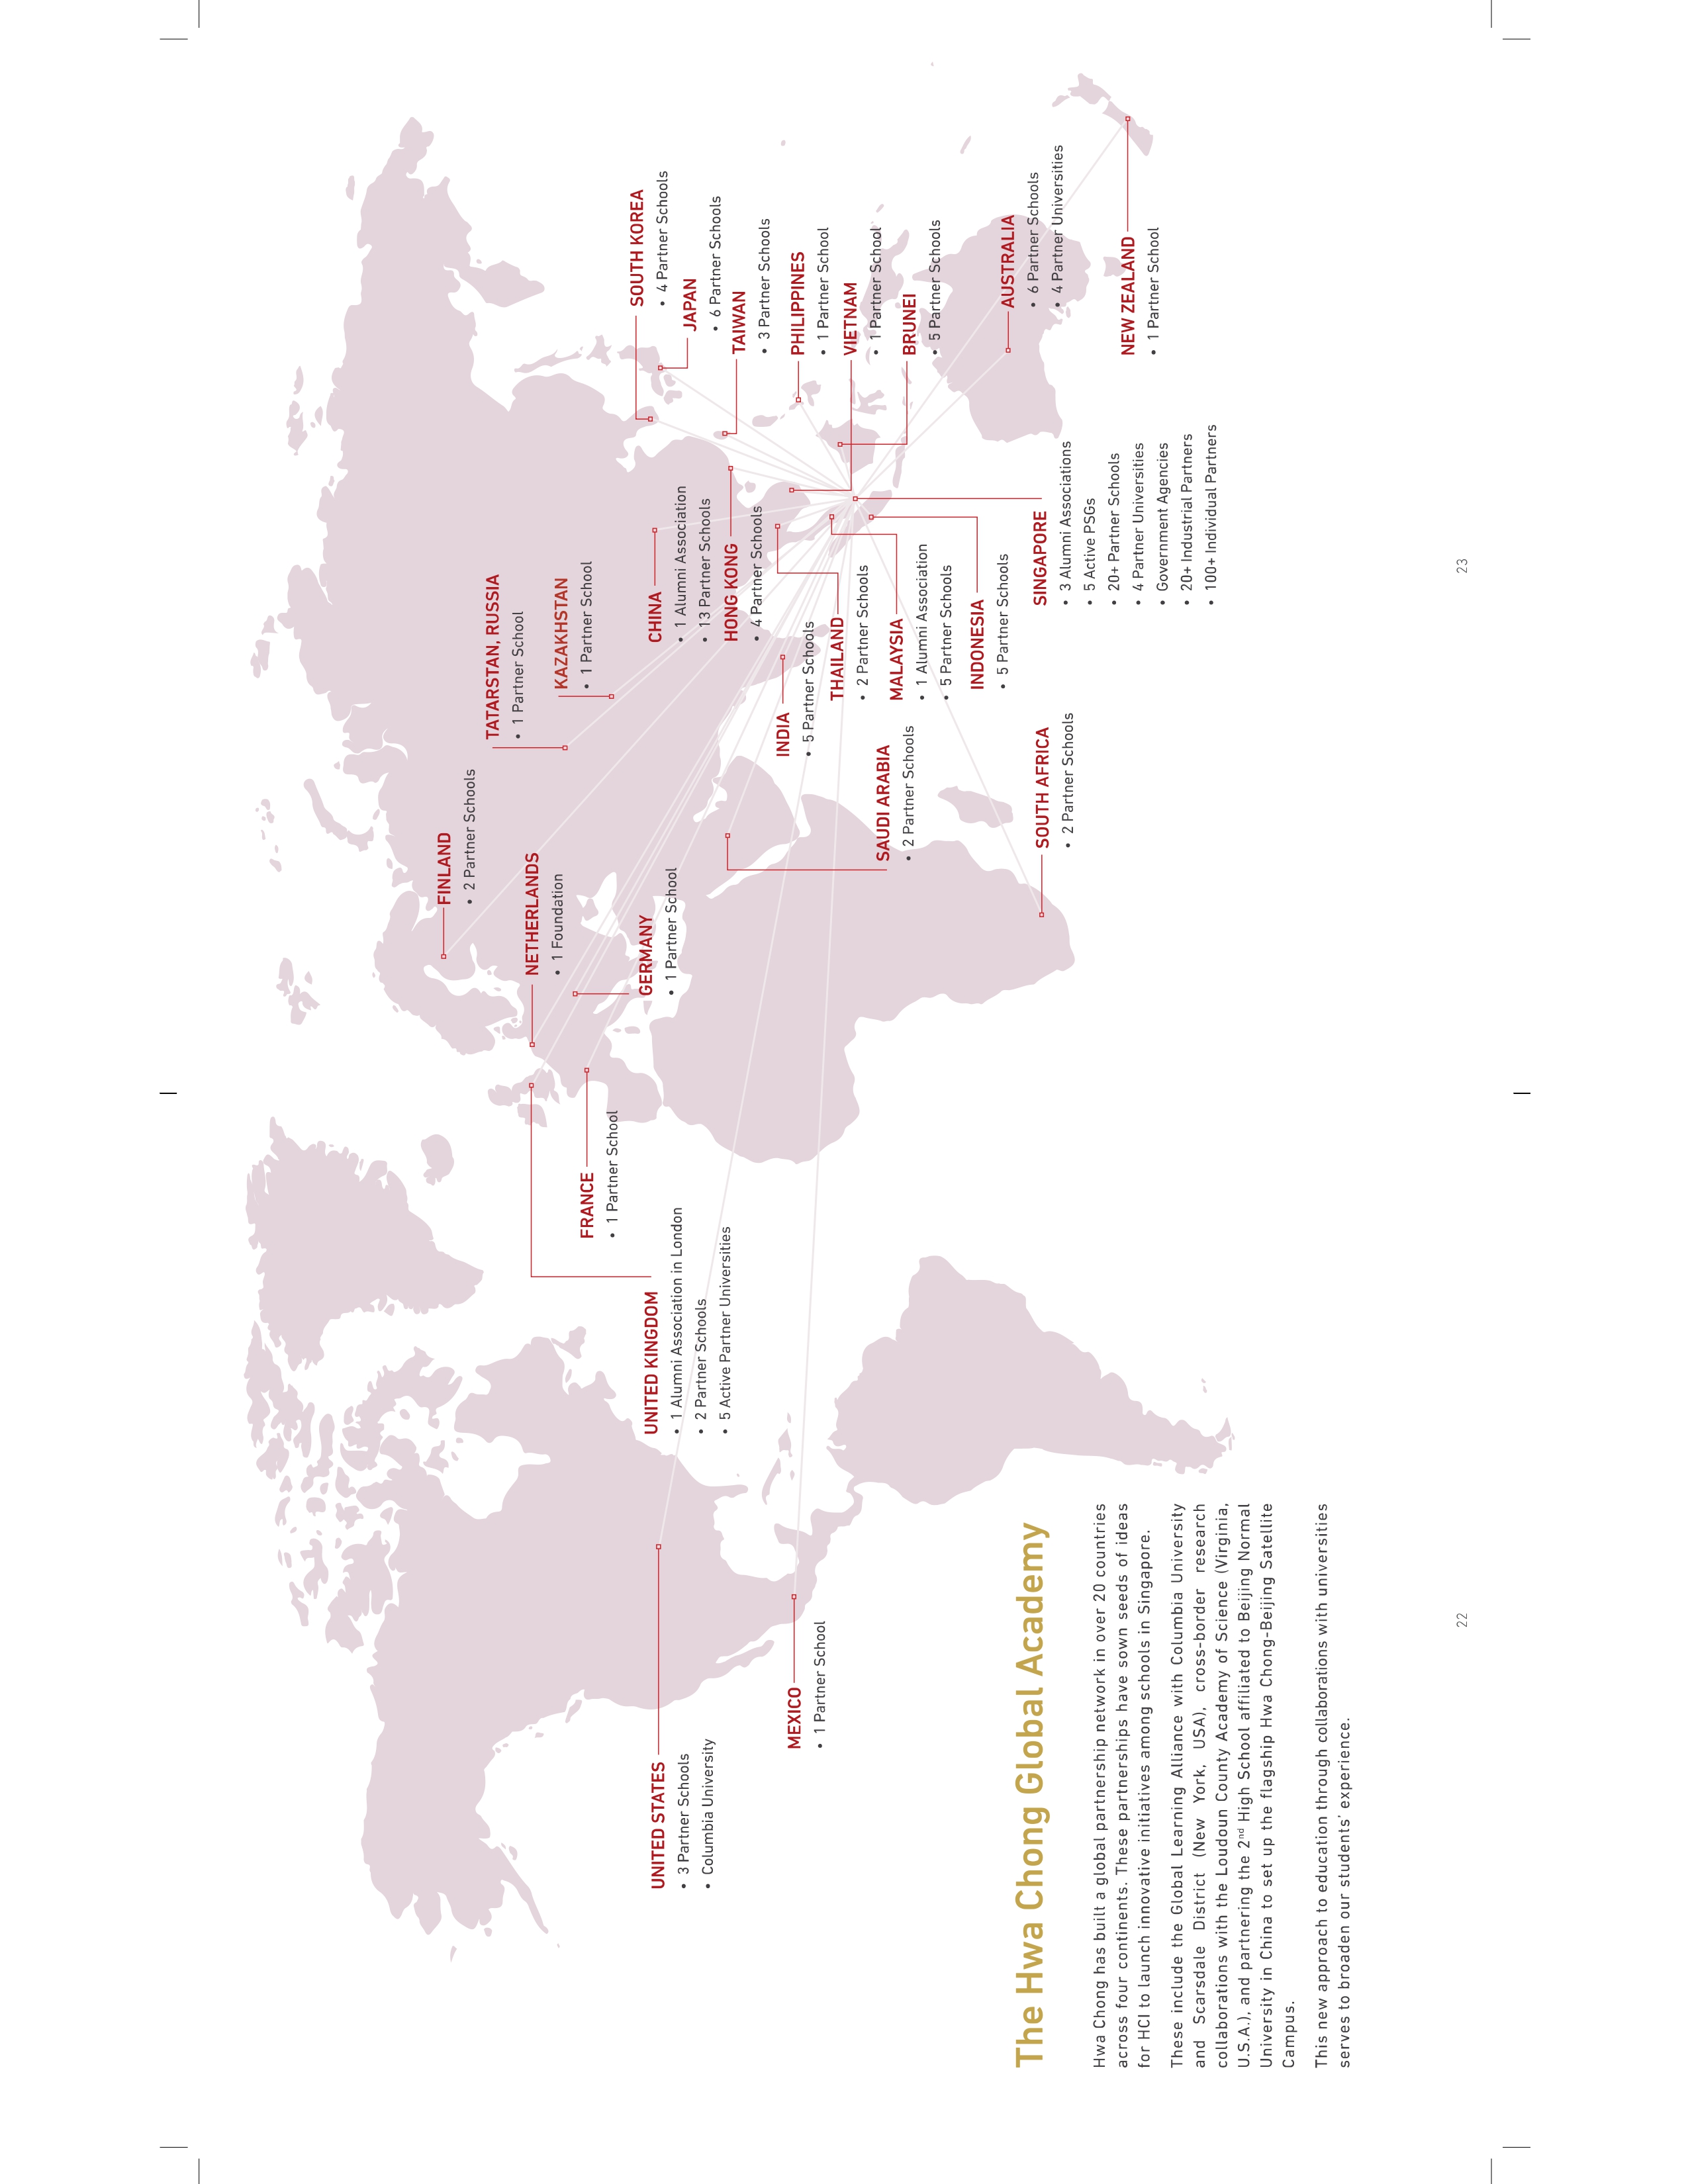 The Hwa Chong Global Academy
Hwa Chong has built a global partnership network in over 20 countries
across four continents. These partnerships have sown seeds of ideas
for HCI to launch innovative initiatives among schools in Singapore.
These include the Global Learning Alliance with Columbia University
and Scarsdale District (New York, USA), cross-border research
collaborations with the Loudoun County Academy of Science (Virginia,
U.S.A.), and partnering the 2nd High School affiliated to Beijing Normal
University in China to set up the flagship Hwa Chong-Beijing Satellite
Campus.
This new approach to education through collaborations with universities
serves to broaden our students' experience.
UNITED STATES
• 3 Partner Schools
• Columbia University
MEXICO
• 1 Partner School
UNITED KINGDOM
• 1 Alumni Association in London
• 2 Partner Schools
• 5 Active Partner Universities
FRANCE
• 1 Partner School
NETHERLANDS
• 1 Foundation
GERMANY
• 1 Partner School
FINLAND
• 2 Partner Schools
TATARSTAN, RUSSIA
• 1 Partner School
KAZAKHSTAN
• 1 Partner School
SAUDI ARABIA
• 2 Partner Schools
SOUTH AFRICA
• 2 Partner Schools
INDIA
• 5 Partner Schools
CHINA
• 1 Alumni Association
• 13 Partner Schools
HONG KONG
• 4 Partner Schools
THAILAND
• 2 Partner Schools
MALAYSIA
• 1 Alumni Association
• 5 Partner Schools
INDONESIA
• 5 Partner Schools
SINGAPORE
• 3 Alumni Associations
• 5 Active PSGs
• 20+ Partner Schools
• 4 Partner Universities
• Government Agencies
• 20+ Industrial Partners
• 100+ Individual Partners
SOUTH KOREA
• 4 Partner Schools
JAPAN
• 6 Partner Schools
TAIWAN
• 3 Partner Schools
PHILIPPINES
• 1 Partner School
VIETNAM
• 1 Partner School
BRUNEI
• 5 Partner Schools
AUSTRALIA
• 6 Partner Schools
• 4 Partner Universities
NEW ZEALAND
• 1 Partner School
22
23